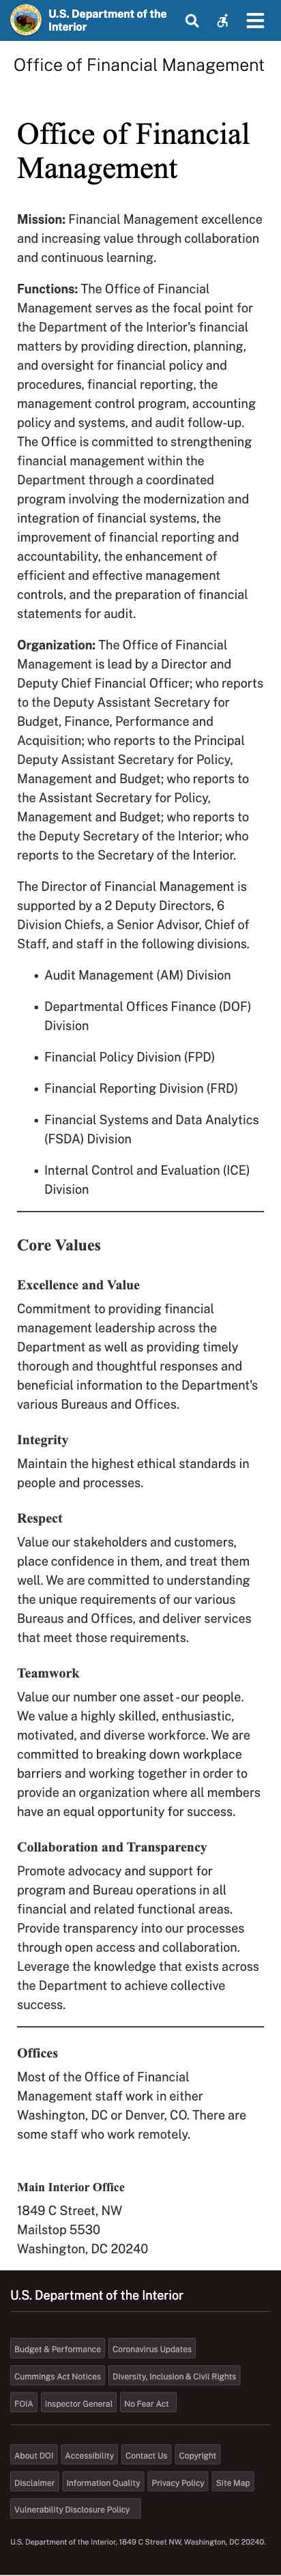 U.S. Department of the
Interior
Office of Financial Management
Office of Financial
Management
Mission: Financial Management excellence
and increasing value through collaboration
and continuous learning.
Functions: The Office of Financial
Management serves as the focal point for
the Department of the Interior's financial
matters by providing direction, planning,
and oversight for financial policy and
procedures, financial reporting, the
management control program, accounting
policy and systems, and audit follow-up.
The Office is committed to strengthening
financial management within the
Department through a coordinated
program involving the modernization and
integration of financial systems, the
improvement of financial reporting and
accountability, the enhancement of
efficient and effective management
controls, and the preparation of financial
statements for audit.
Organization: The Office of Financial
Management is lead by a Director and
Deputy Chief Financial Officer; who reports
to the Deputy Assistant Secretary for
Budget, Finance, Performance and
Acquisition; who reports to the Principal
Deputy Assistant Secretary for Policy,
Management and Budget; who reports to
the Assistant Secretary for Policy,
Management and Budget; who reports to
the Deputy Secretary of the Interior; who
reports to the Secretary of the Interior.
The Director of Financial Management is
supported by a 2 Deputy Directors, 6
Division Chiefs, a Senior Advisor, Chief of
Staff, and staff in the following divisions.
• Audit Management (AM) Division
• Departmental Offices Finance (DOF)
Division
• Financial Policy Division (FPD)
• Financial Reporting Division (FRD)
• Financial Systems and Data Analytics
(FSDA) Division
• Internal Control and Evaluation (ICE)
Division
Core Values
Excellence and Value
Commitment to providing financial
management leadership across the
Department as well as providing timely
thorough and thoughtful responses and
beneficial information to the Department's
various Bureaus and Offices.
Integrity
Maintain the highest ethical standards in
people and processes.
Respect
Value our stakeholders and customers,
place confidence in them, and treat them
well. We are committed to understanding
the unique requirements of our various
Bureaus and Offices, and deliver services
that meet those requirements.
Teamwork
Value our number one asset - our people.
We value a highly skilled, enthusiastic,
motivated, and diverse workforce. We are
committed to breaking down workplace
barriers and working together in order to
provide an organization where all members
have an equal opportunity for success.
Collaboration and Transparency
Promote advocacy and support for
program and Bureau operations in all
financial and related functional areas.
Provide transparency into our processes
through open access and collaboration.
Leverage the knowledge that exists across
the Department to achieve collective
success.
Offices
Most of the Office of Financial
Management staff work in either
Washington, DC or Denver, CO. There are
some staff who work remotely.
Main Interior Office
1849 C Street, NW
Mailstop 5530
Washington, DC 20240
U.S. Department of the Interior
Budget & Performance Coronavirus Updates
Cummings Act Notices Diversity, Inclusion & Civil Rights
FOIA Inspector General No Fear Act
About DOI Accessibility Contact Us Copyright
Disclaimer Information Quality Privacy Policy Site Map
Vulnerability Disclosure Policy
U.S. Department of the Interior, 1849 C Street NW, Washington, DC 20240.